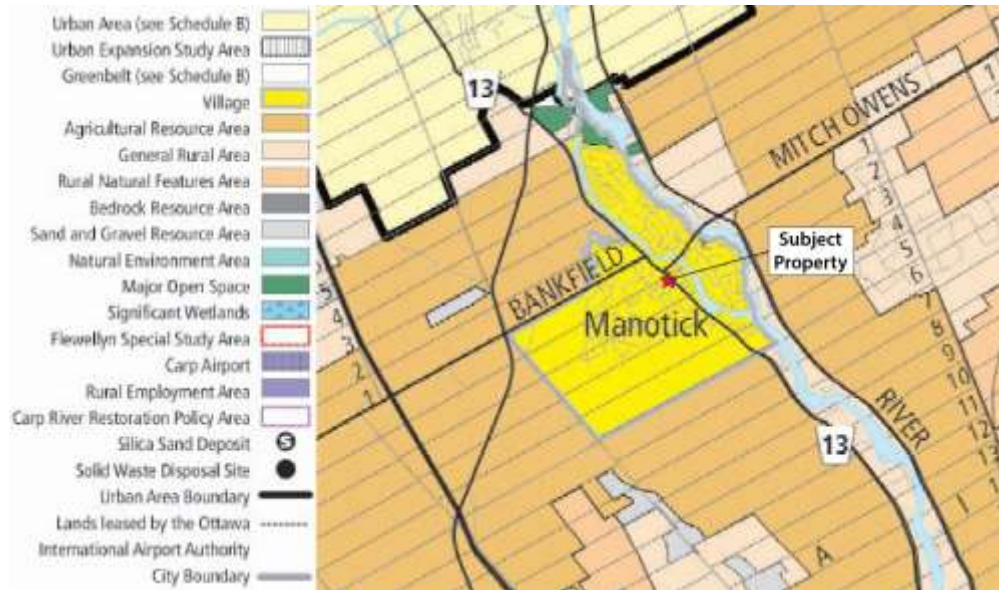 Urban Area (see Schedule B)
Urban Expansion Study Area
Greenbelt (see Schedule B)
Village
Agricultural Resource Area
General Rural Area
Rural Natural Features Area
Bedrock Resource Area
Sand and Gravel Resource Area
Natural Environment Area
Major Open Space
Significant Wetlands
Flewellyn Special Study Area
Carp Airport
Rural Employment Area
Carp River Restoration Policy Area
Silica Sand Deposit S
Solid Waste Disposal Site
Urban Area Boundary
Lands leased by the Ottawa
International Airport Authority
City Boundary
13
MITCH OWENS
1
2
3
4
5
6
7
8
9
10
11
12
Subject
Property
BANKFIELD
Manotick
5
4
3
2
1
RIVER
13
A
I